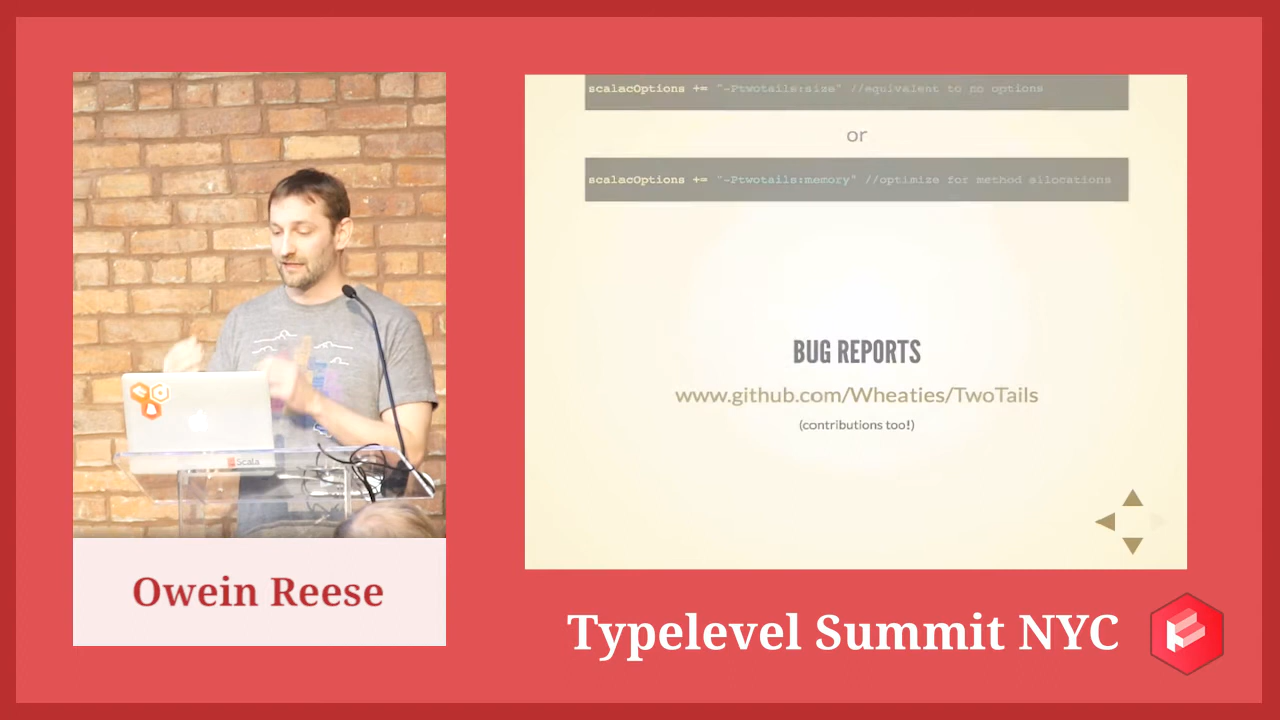 scalacOptions += "-Ptwotails:size" //equivalent to no options
or
scalacOptions += "-Ptwotails:memory" //optimize for method allocations
BUG REPORTS
www.github.com/Wheaties/TwoTails
(contributions too!)
Scala
Owein Reese
Typelevel Summit NYC